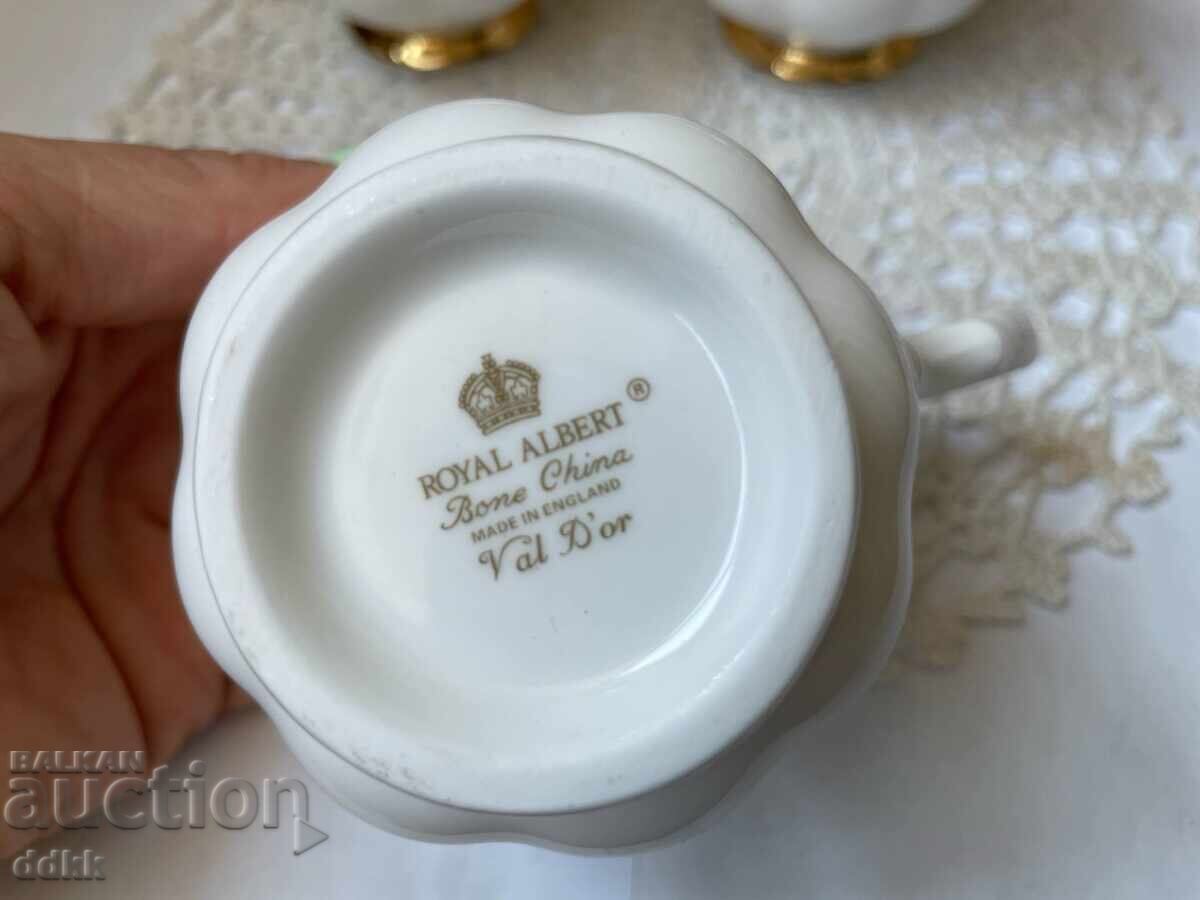 ROYAL ALBERT ®
Bone China
MADE IN ENGLAND
Val D'or
BALKAN
auction
ddkk